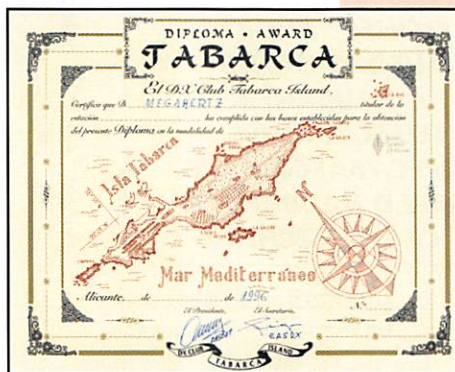 DIPLOMA • AWARD
TABARCA
El DX Club Tabarca Island,
Certifica que D. MEGAHERTZ titular de la
estación ha cumplido con las bases establecidas para la obtención
del presente Diploma en la modalidad de
Isla Tabarca
N
Mar Mediterráneo
Alicante, de de 1996
El Presidente, El Secretario,
EA5RX
DX CLUB TABARCA ISLAND